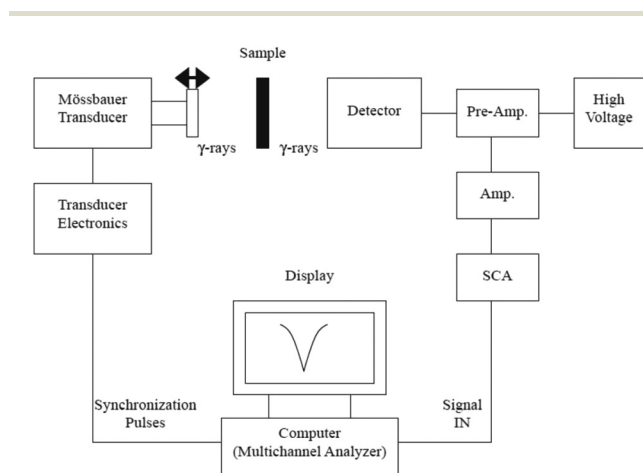 Sample
Mössbauer
Transducer
γ-rays
γ-rays
Detector
Pre-Amp.
High
Voltage
Transducer
Electronics
Amp.
SCA
Display
Synchronization
Pulses
Computer
(Multichannel Analyzer)
Signal
IN